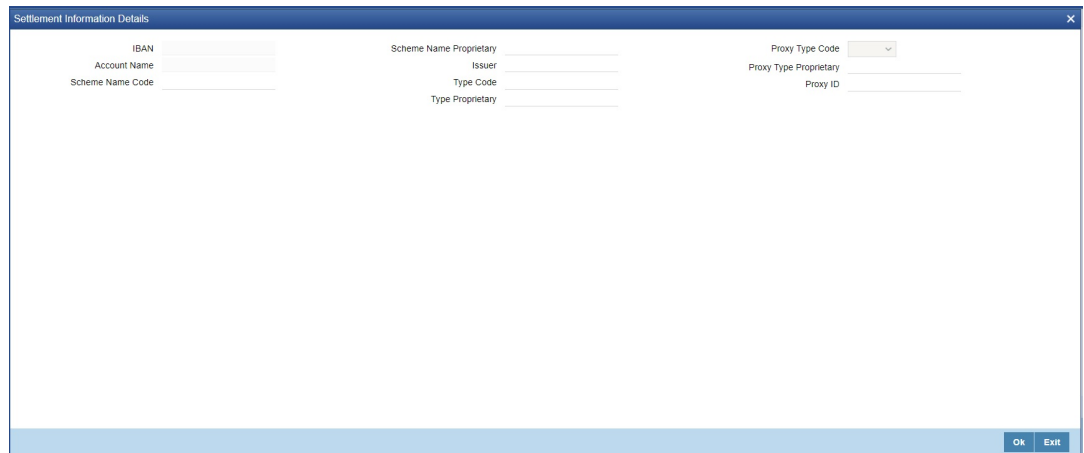 Settlement Information Details
IBAN
Account Name
Scheme Name Code
Scheme Name Proprietary
Issuer
Type Code
Type Proprietary
Proxy Type Code
Proxy Type Proprietary
Proxy ID
Ok Exit